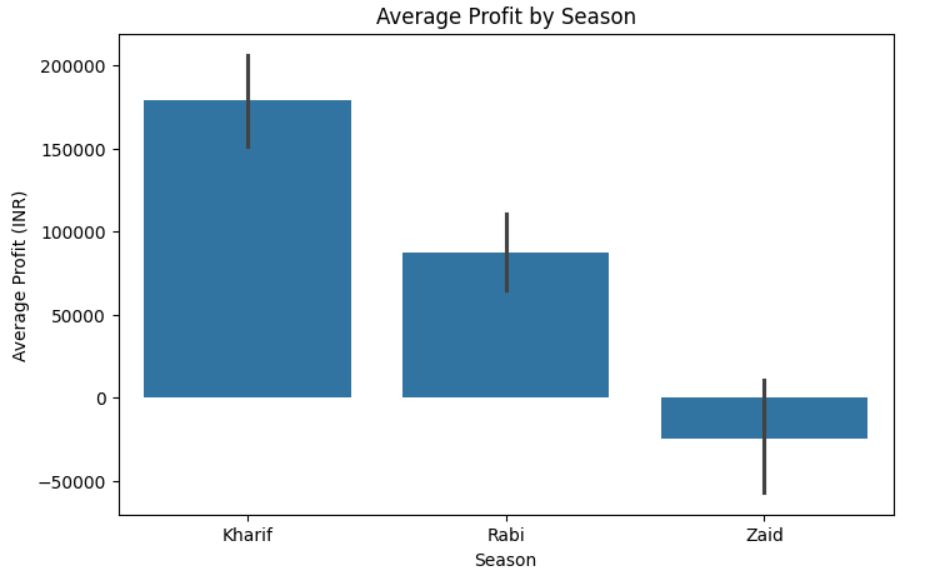 Average Profit by Season
Average Profit (INR)
200000
150000
100000
50000
0
−50000
Kharif
Rabi
Zaid
Season